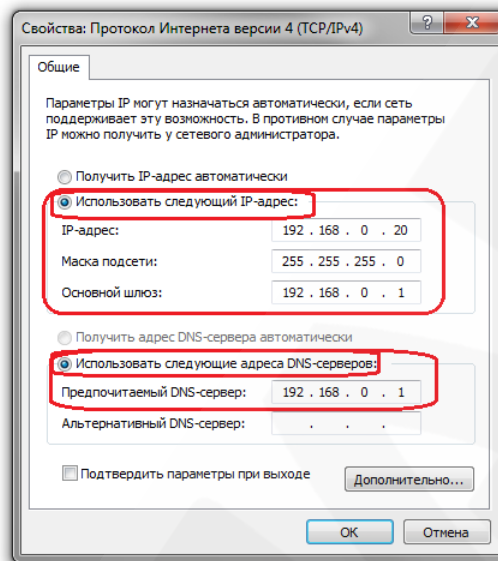 Свойства: Протокол Интернета версии 4 (TCP/IPv4)
Общие
Параметры IP могут назначаться автоматически, если сеть
поддерживает эту возможность. В противном случае параметры
IP можно получить у сетевого администратора.
Получить IP-адрес автоматически
Использовать следующий IP-адрес:
IP-адрес: 192 . 168 . 0 . 20
Маска подсети: 255 . 255 . 255 . 0
Основной шлюз: 192 . 168 . 0 . 1
Получить адрес DNS-сервера автоматически
Использовать следующие адреса DNS-серверов:
Предпочитаемый DNS-сервер: 192 . 168 . 0 . 1
Альтернативный DNS-сервер: . . .
Подтвердить параметры при выходе
Дополнительно...
OK Отмена